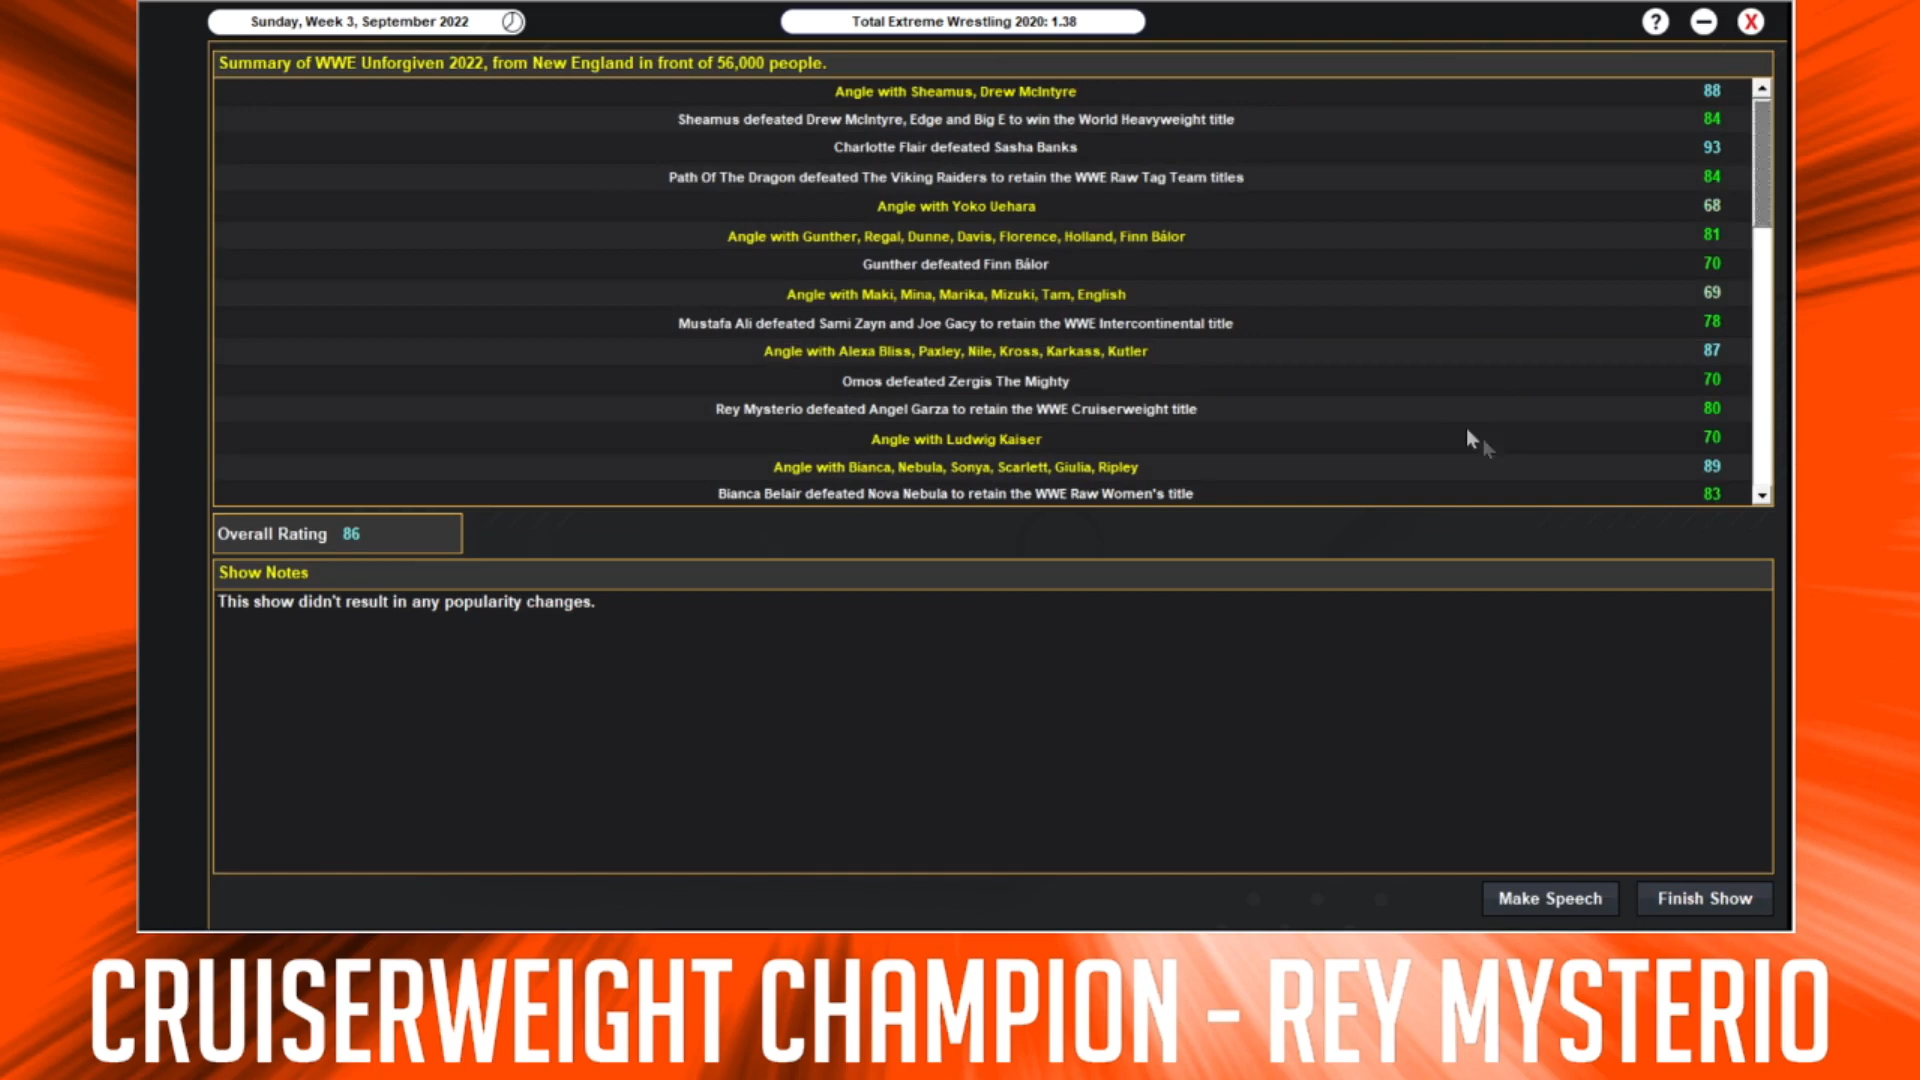 Sunday, Week 3, September 2022
Total Extreme Wrestling 2020: 1.38
?
X
Summary of WWE Unforgiven 2022, from New England in front of 56,000 people.
Angle with Sheamus, Drew McIntyre 88
Sheamus defeated Drew McIntyre, Edge and Big E to win the World Heavyweight title 84
Charlotte Flair defeated Sasha Banks 93
Path Of The Dragon defeated The Viking Raiders to retain the WWE Raw Tag Team titles 84
Angle with Yoko Uehara 68
Angle with Gunther, Regal, Dunne, Davis, Florence, Holland, Finn Bálor 81
Gunther defeated Finn Bálor 70
Angle with Maki, Mina, Marika, Mizuki, Tam, English 69
Mustafa Ali defeated Sami Zayn and Joe Gacy to retain the WWE Intercontinental title 78
Angle with Alexa Bliss, Paxley, Nile, Kross, Karkass, Kutler 87
Omos defeated Zergis The Mighty 70
Rey Mysterio defeated Angel Garza to retain the WWE Cruiserweight title 80
Angle with Ludwig Kaiser 70
Angle with Bianca, Nebula, Sonya, Scarlett, Giulia, Ripley 89
Bianca Belair defeated Nova Nebula to retain the WWE Raw Women's title 83
Overall Rating 86
Show Notes
This show didn't result in any popularity changes.
Make Speech
Finish Show
CRUISERWEIGHT CHAMPION - REY MYSTERIO